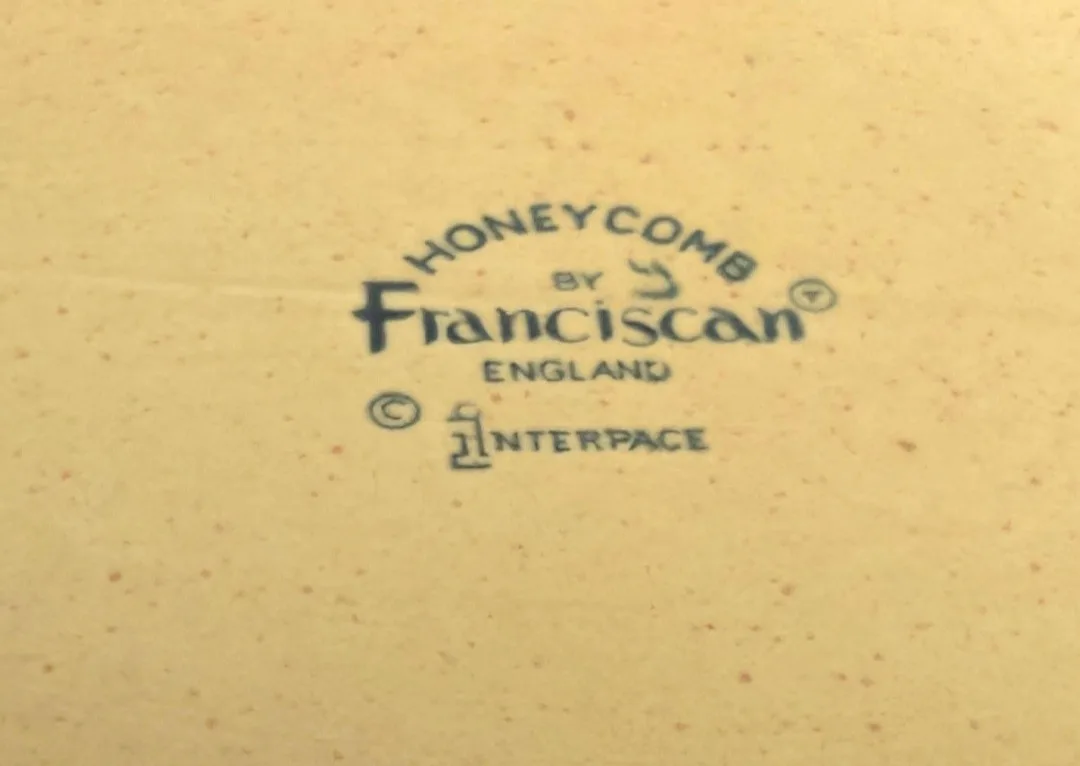 HONEYCOMB
BY
Franciscan ®
ENGLAND
© INTERPACE